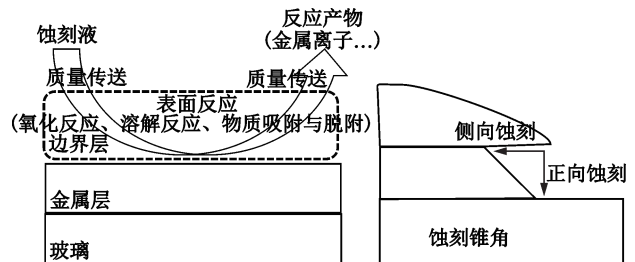 蚀刻液
反应产物
(金属离子…)
质量传送
质量传送
表面反应
(氧化反应、溶解反应、物质吸附与脱附)
边界层
金属层
玻璃
侧向蚀刻
正向蚀刻
蚀刻锥角